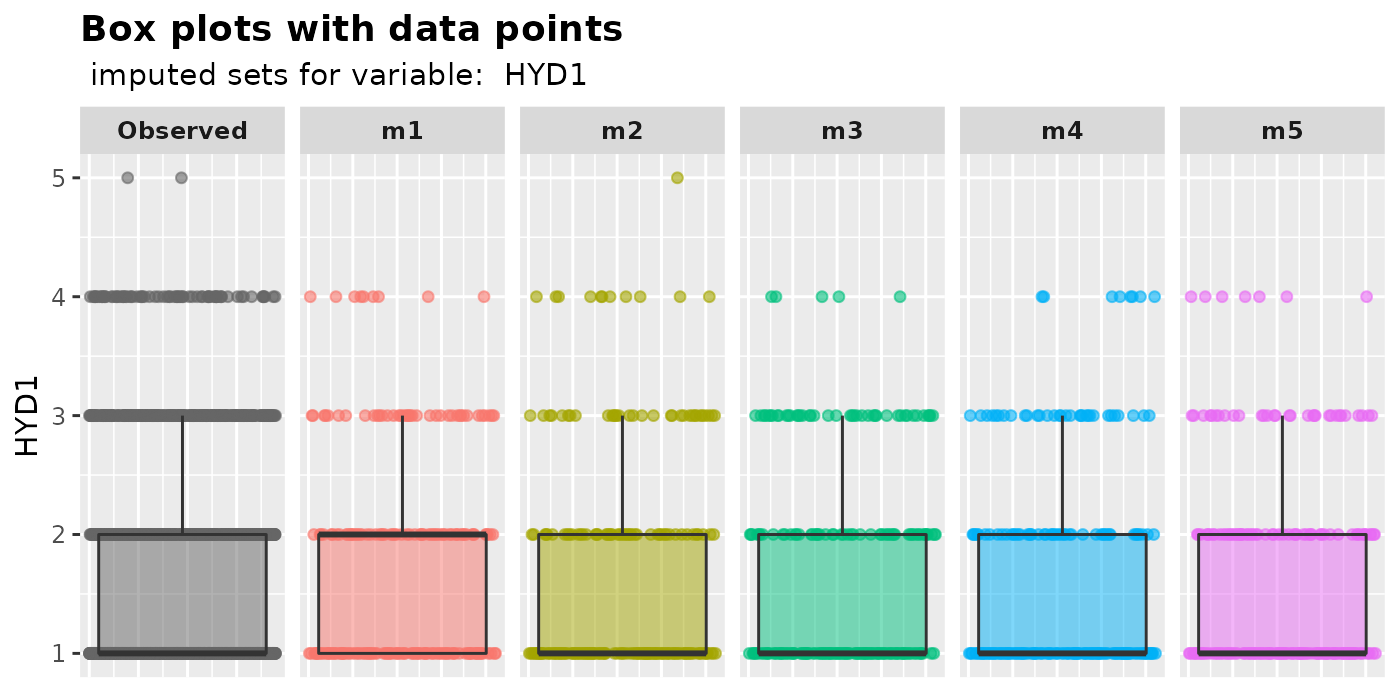 Box plots with data points
imputed sets for variable:  HYD1
Observed m1 m2 m3 m4 m5
5
4
3
2
1
HYD1